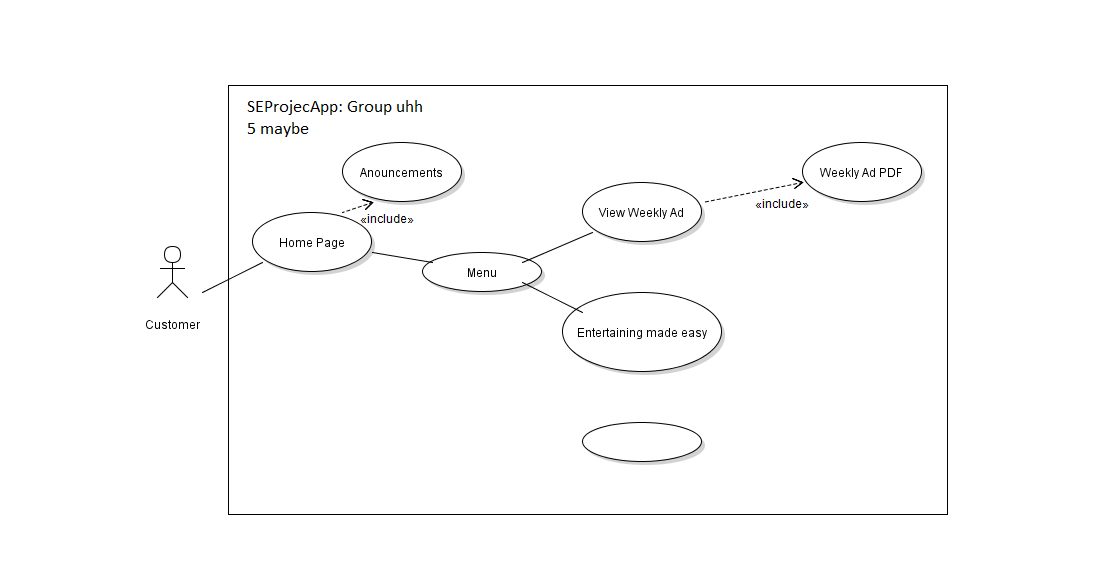 SEProjecApp: Group uhh
5 maybe
Anouncements
Weekly Ad PDF
«include»
View Weekly Ad
«include»
Home Page
Menu
Customer
Entertaining made easy